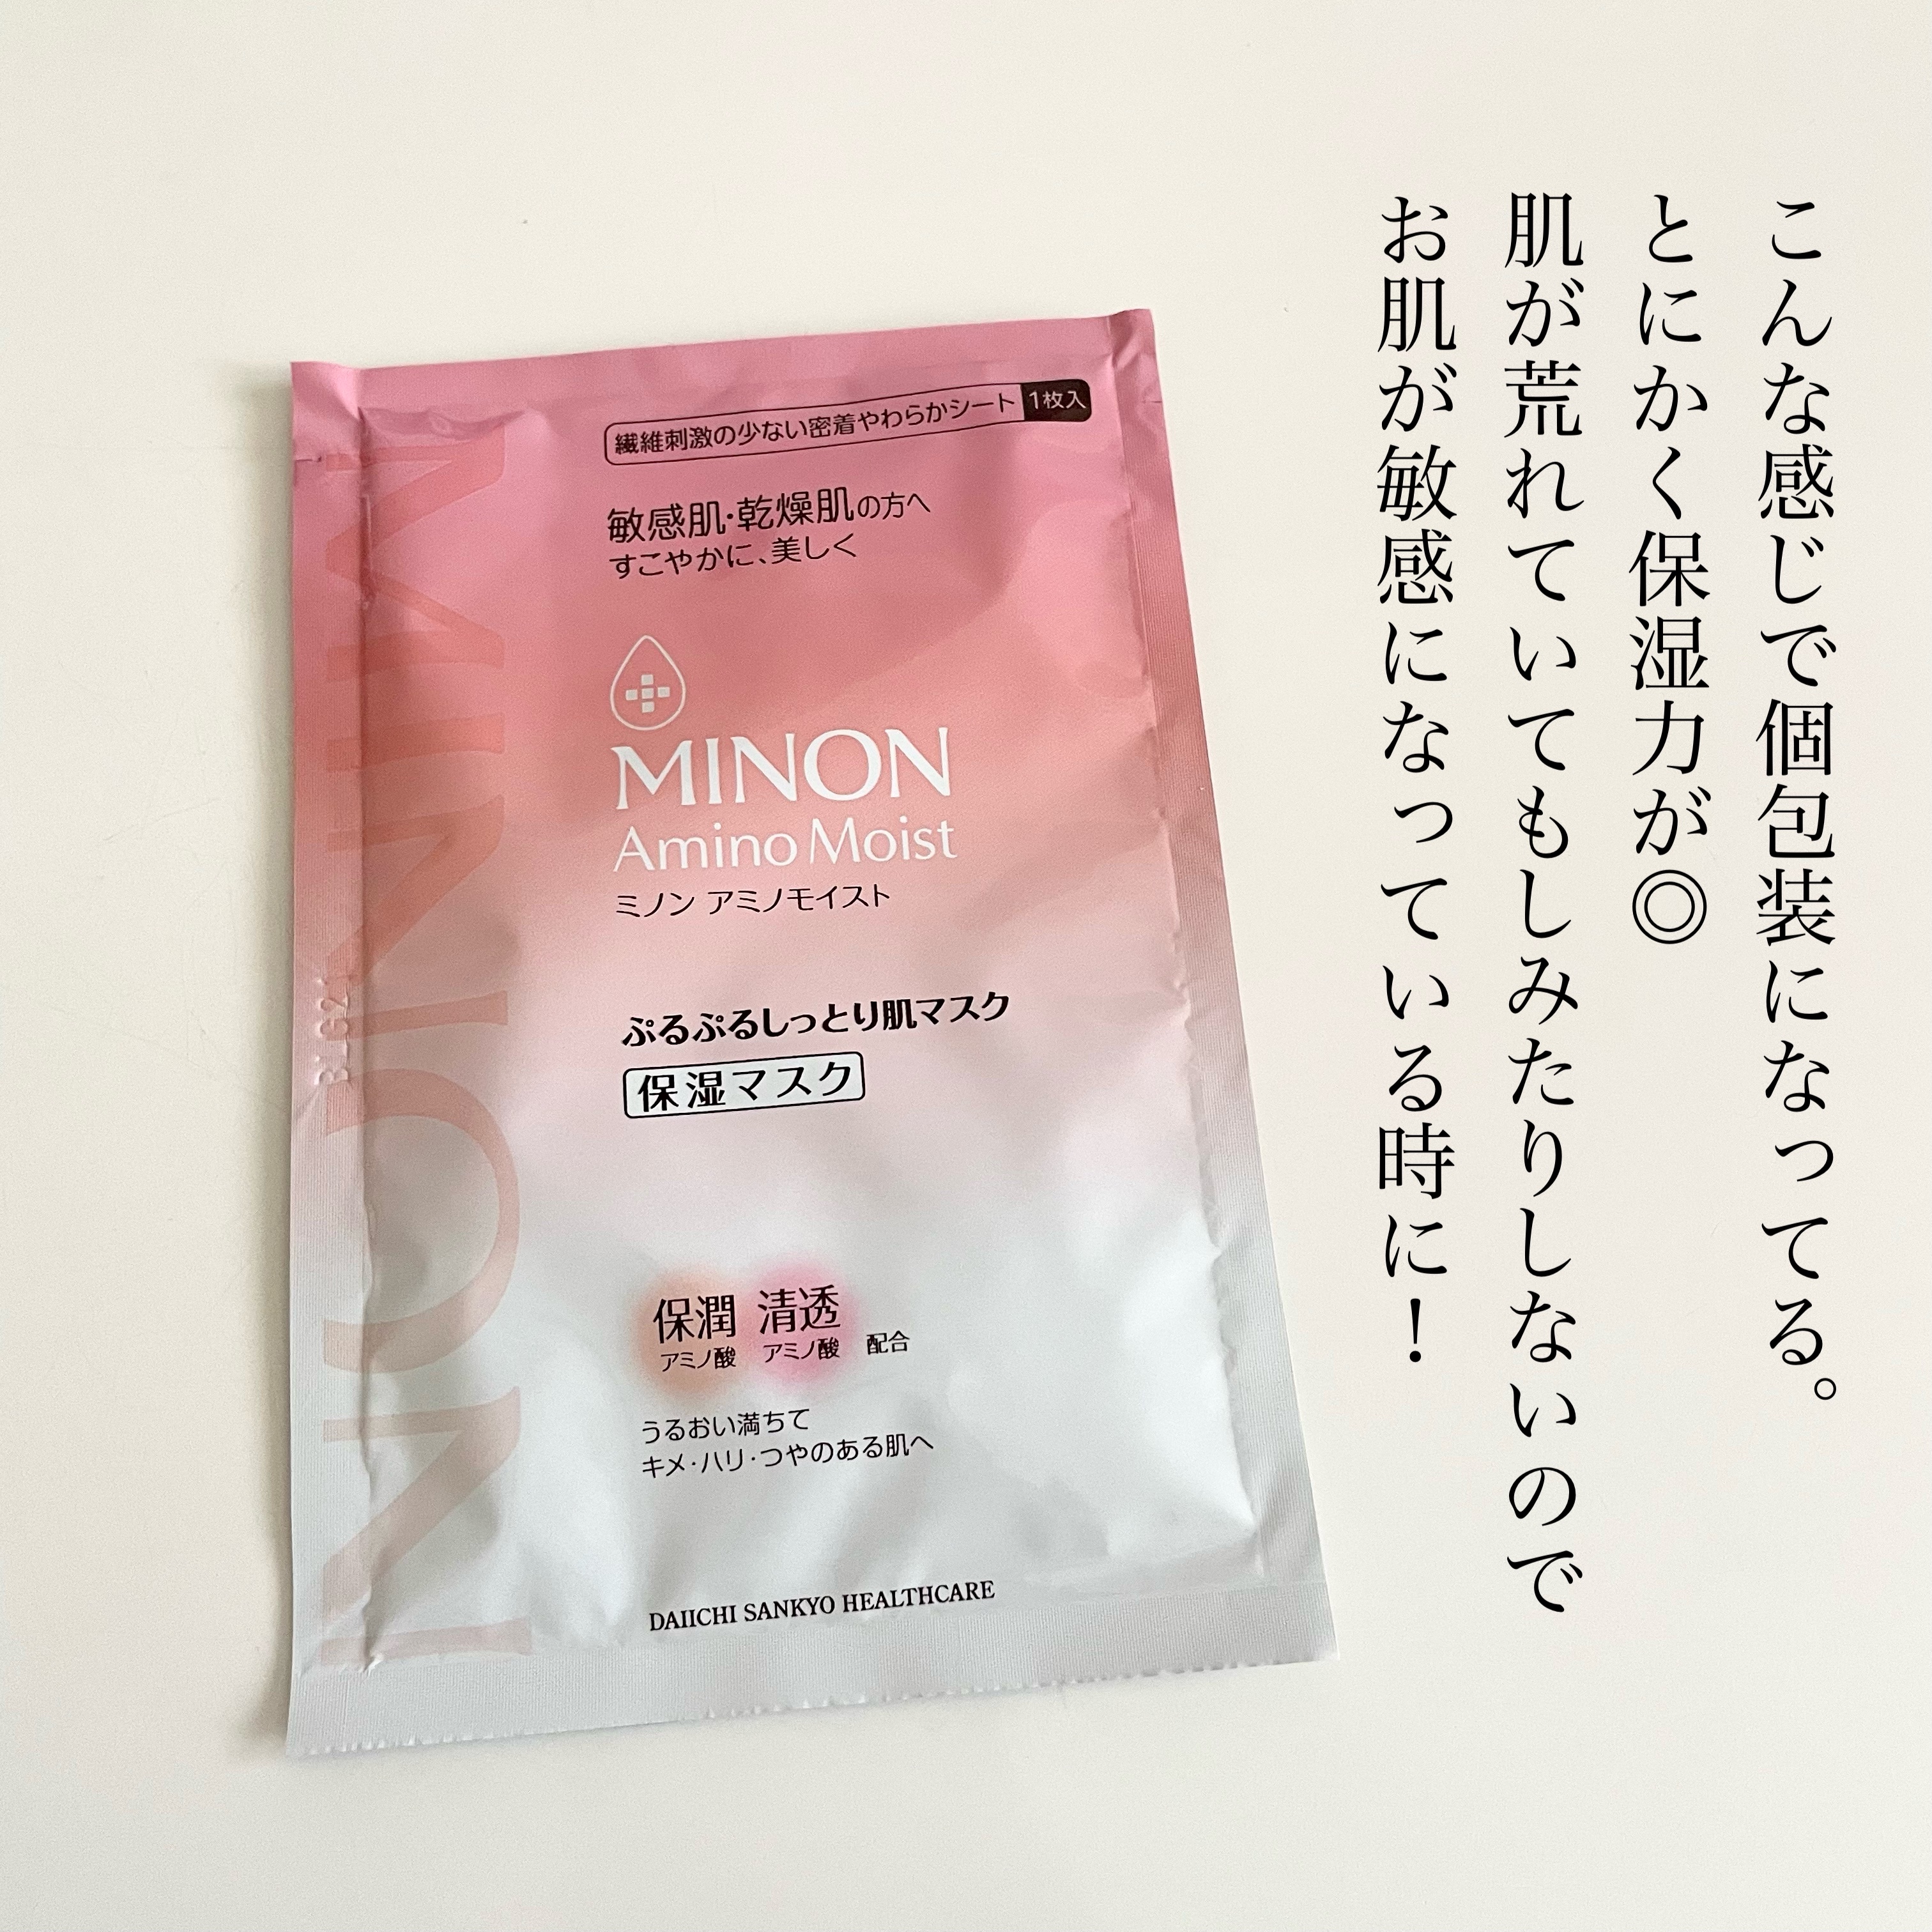 こんな感じで個包装になってる。
とにかく保湿力が◎
肌が荒れていてもしみたりしないので
お肌が敏感になっている時に！
繊維刺激の少ない密着やわらかシート 1枚入
敏感肌・乾燥肌の方へ
すこやかに、美しく
MINON
Amino Moist
ミノン アミノモイスト
ぷるぷるしっとり肌マスク
保湿マスク
保潤 清透
アミノ酸 アミノ酸 配合
うるおい満ちて
キメ・ハリ・つやのある肌へ
DAIICHI SANKYO HEALTHCARE
MINON